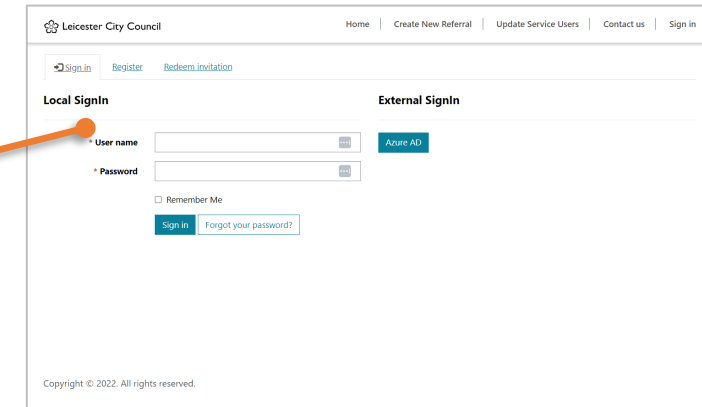 Leicester City Council
Home | Create New Referral | Update Service Users | Contact us | Sign in
Sign in Register Redeem invitation
Local SignIn
External SignIn
* User name
Azure AD
* Password
Remember Me
Sign in Forgot your password?
Copyright © 2022. All rights reserved.